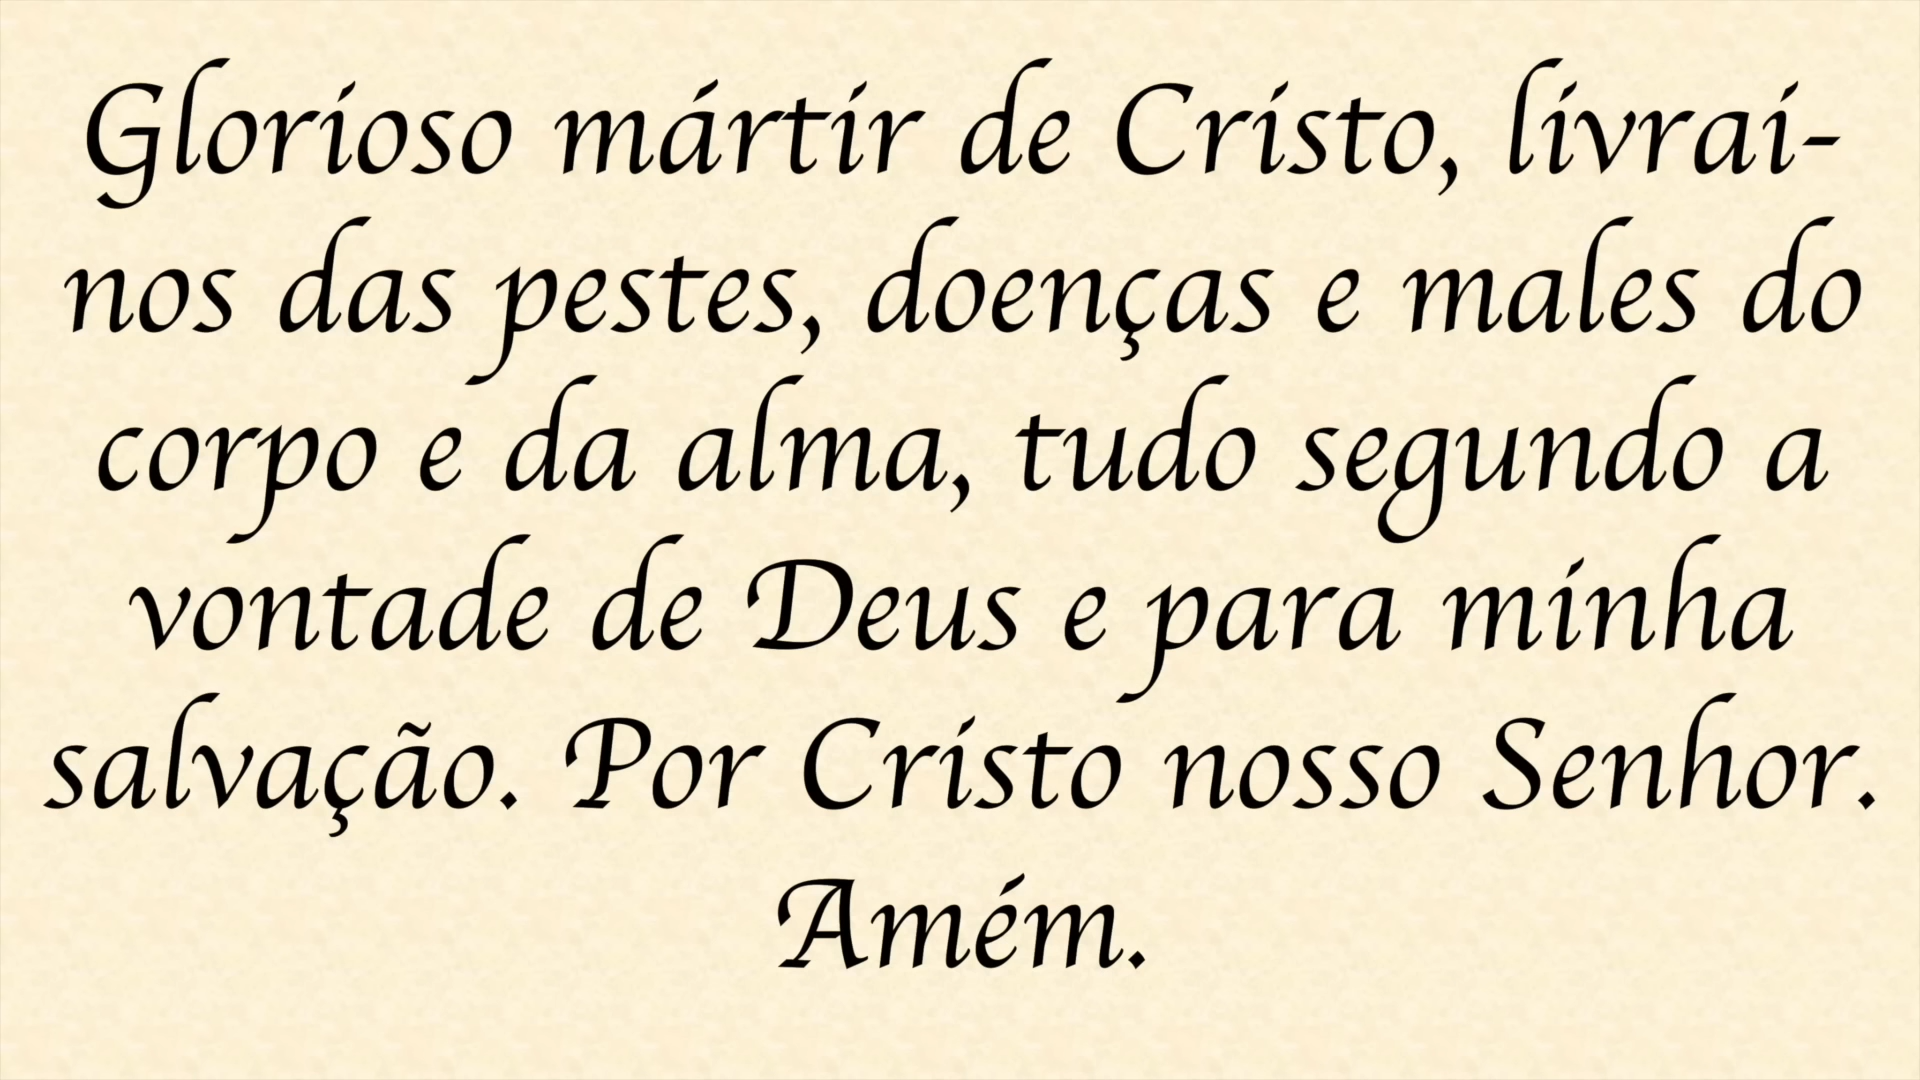 Glorioso mártir de Cristo, livrai-
nos das pestes, doenças e males do
corpo e da alma, tudo segundo a
vontade de Deus e para minha
salvação. Por Cristo nosso Senhor.
Amém.